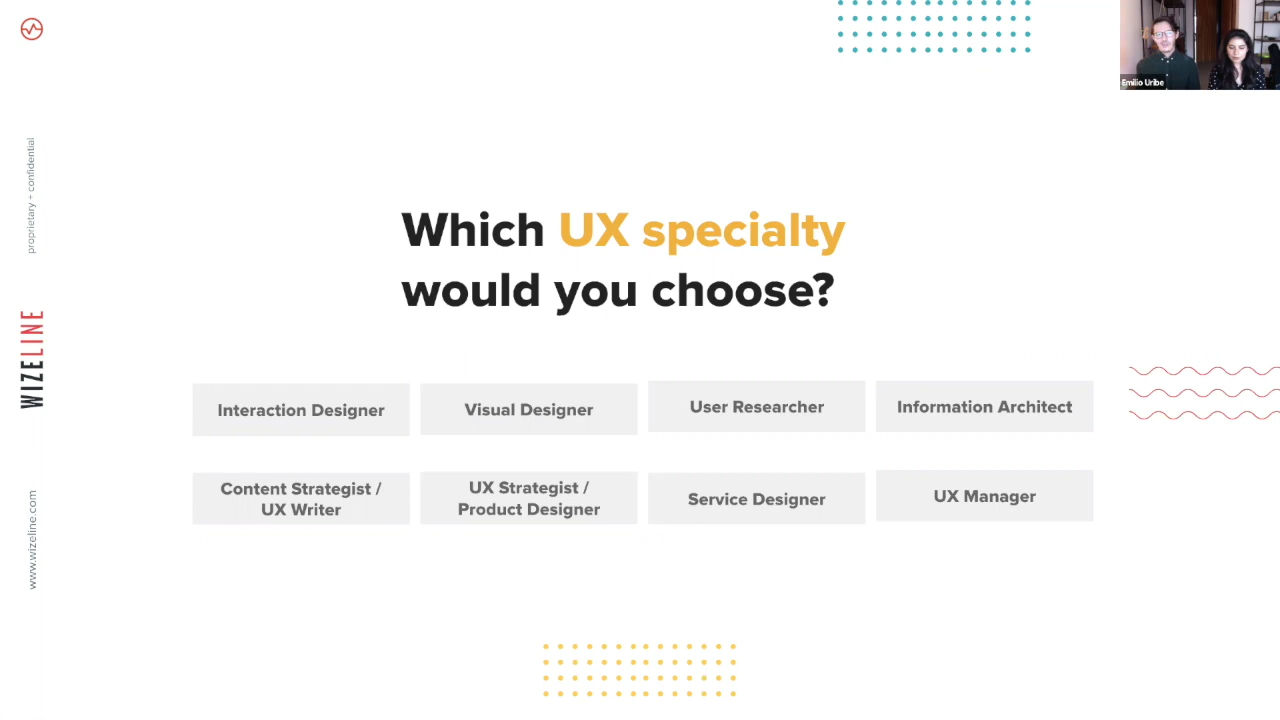 Emilio Uribe
proprietary + confidential
WIZELINE
www.wizeline.com
Which UX specialty
would you choose?
Interaction Designer
Visual Designer
User Researcher
Information Architect
Content Strategist /
UX Writer
UX Strategist /
Product Designer
Service Designer
UX Manager